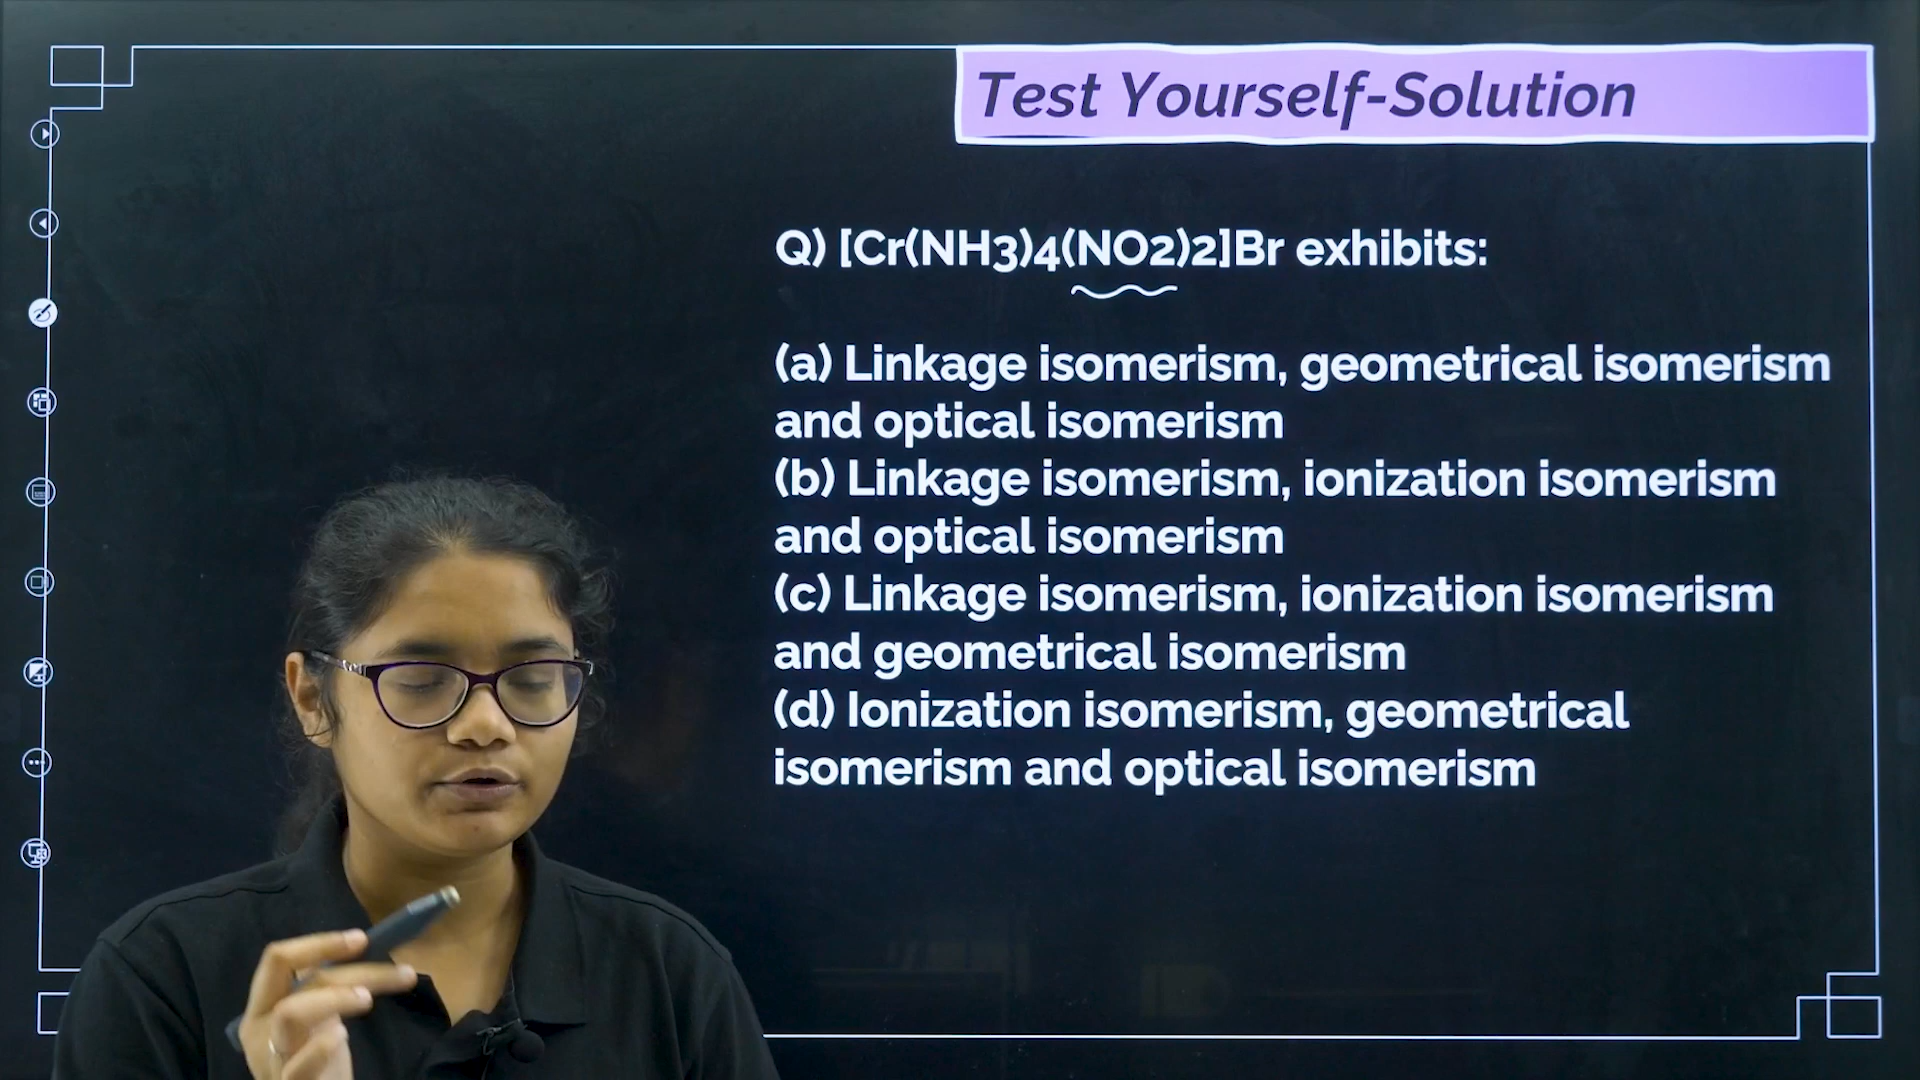 Test Yourself-Solution
Q) [Cr(NH3)4(NO2)2]Br exhibits:
(a) Linkage isomerism, geometrical isomerism
and optical isomerism
(b) Linkage isomerism, ionization isomerism
and optical isomerism
(c) Linkage isomerism, ionization isomerism
and geometrical isomerism
(d) Ionization isomerism, geometrical
isomerism and optical isomerism